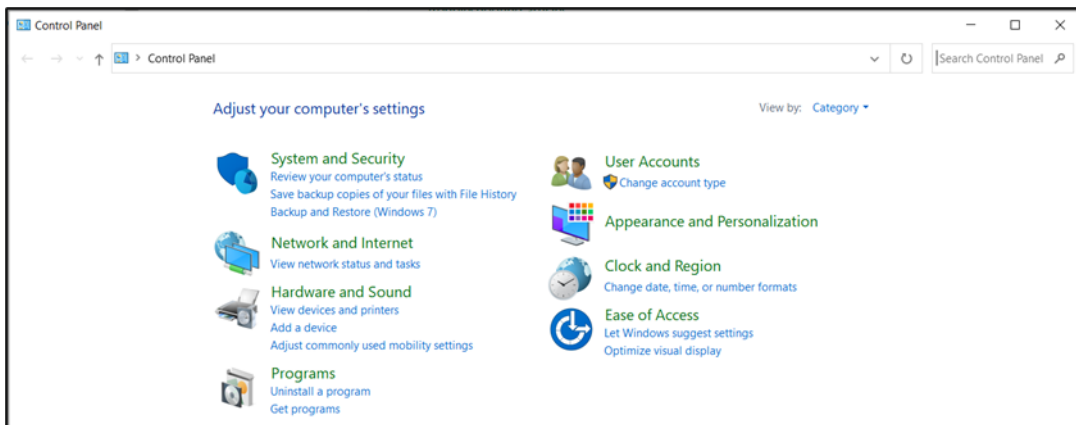 Control Panel
Control Panel
Search Control Panel
Adjust your computer's settings
View by: Category
System and Security
Review your computer's status
Save backup copies of your files with File History
Backup and Restore (Windows 7)
Network and Internet
View network status and tasks
Hardware and Sound
View devices and printers
Add a device
Adjust commonly used mobility settings
Programs
Uninstall a program
Get programs
User Accounts
Change account type
Appearance and Personalization
Clock and Region
Change date, time, or number formats
Ease of Access
Let Windows suggest settings
Optimize visual display